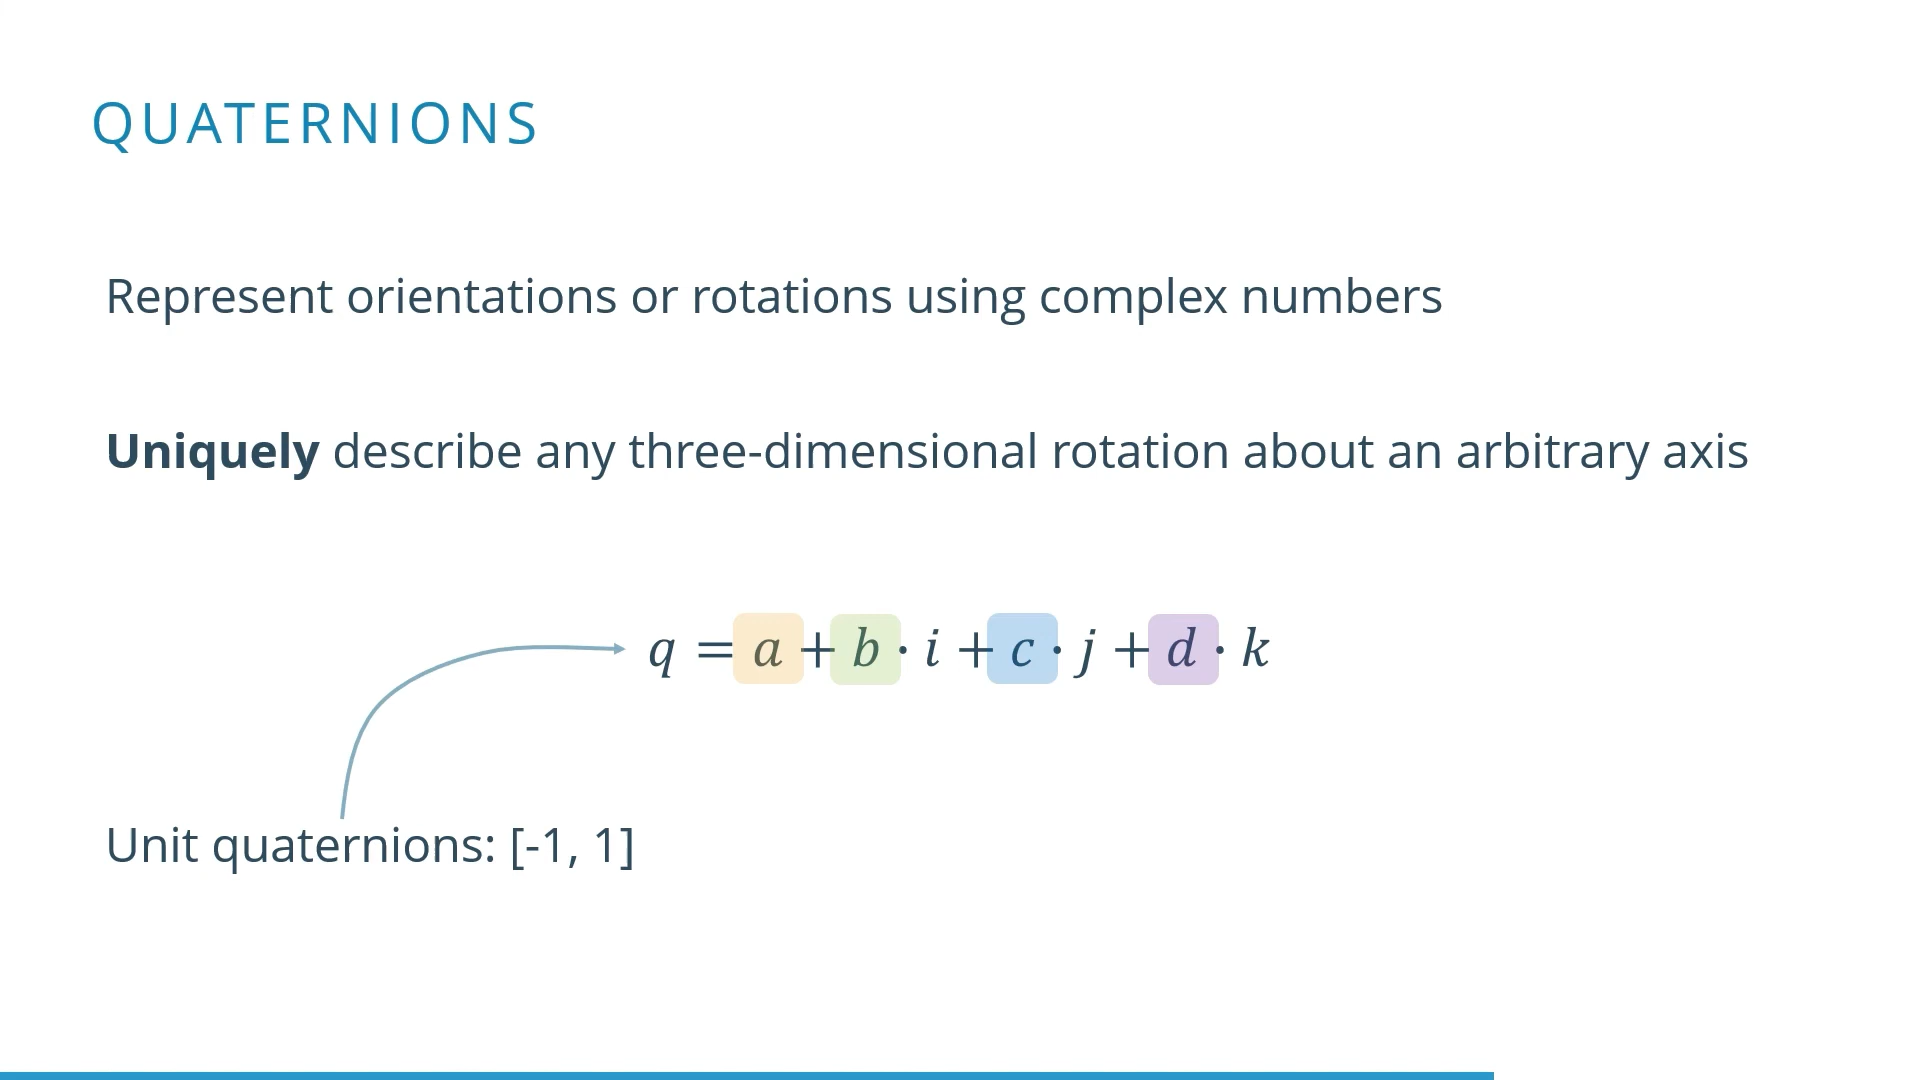 QUATERNIONS
Represent orientations or rotations using complex numbers
Uniquely describe any three-dimensional rotation about an arbitrary axis
q = a + b · i + c · j + d · k
Unit quaternions: [-1, 1]